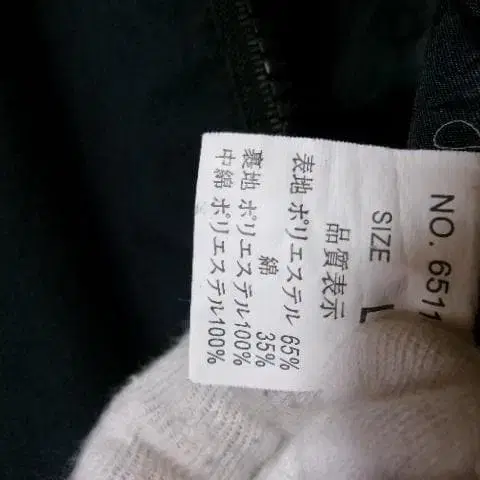 NO. 6511
SIZE L
品質表示
表地 ポリエステル 65%
綿 35%
裏地 ポリエステル100%
中綿 ポリエステル100%